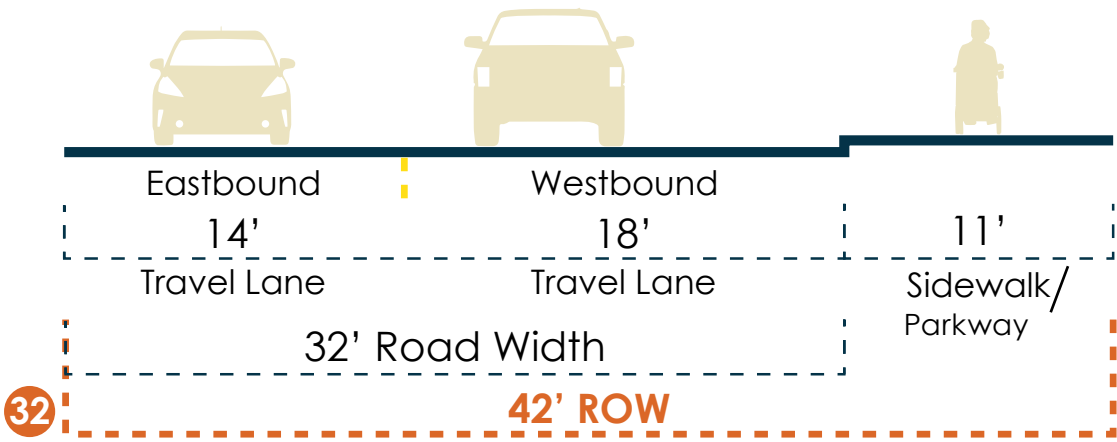 Eastbound
14’
Travel Lane
Westbound
18’
Travel Lane
11’
Sidewalk/
Parkway
32’ Road Width
32
42’ ROW